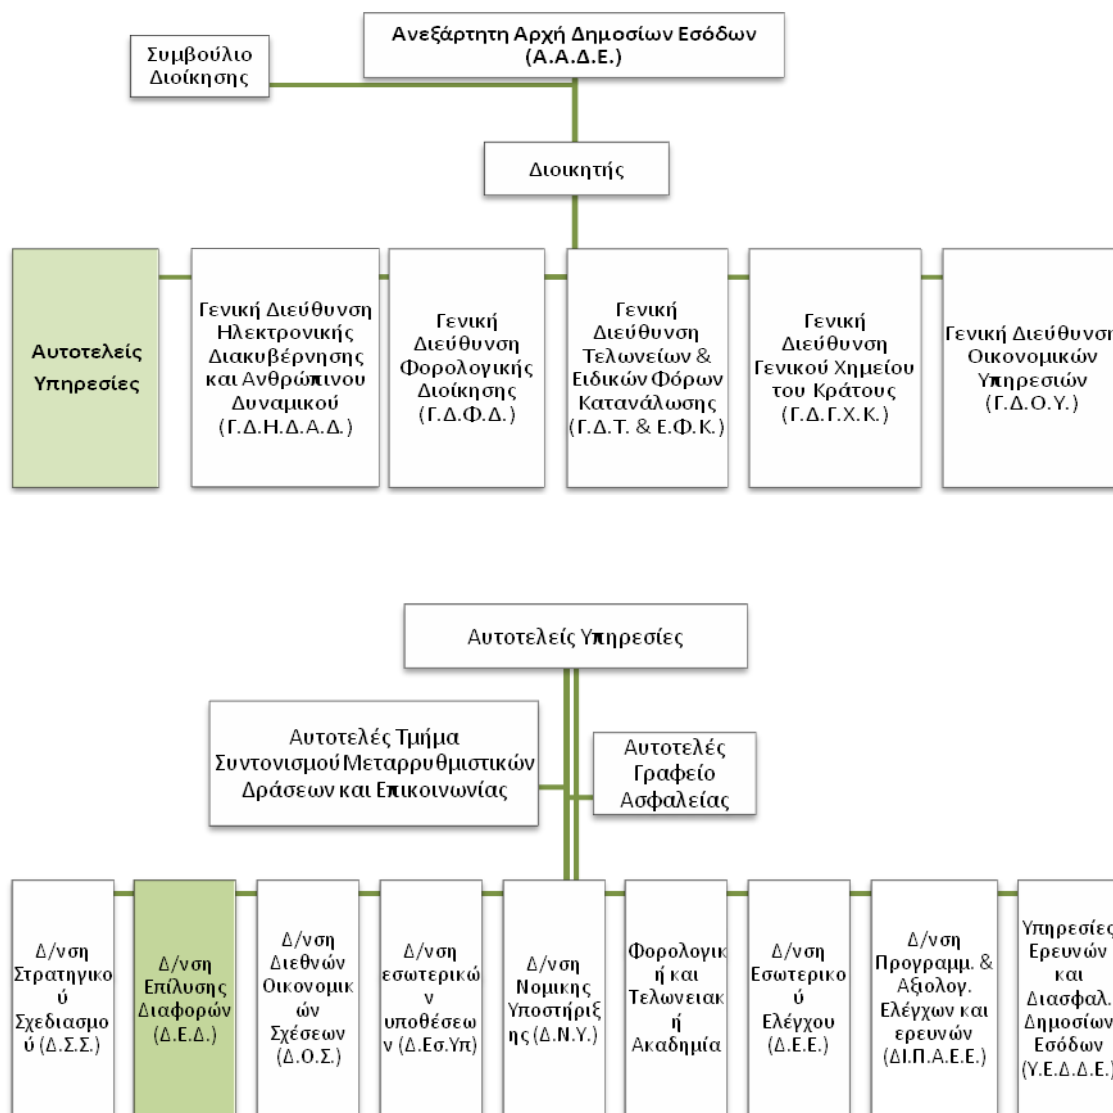 Ανεξάρτητη Αρχή Δημοσίων Εσόδων
(Α.Α.Δ.Ε.)
Συμβούλιο
Διοίκησης
Διοικητής
Αυτοτελείς
Υπηρεσίες
Γενική Διεύθυνση
Ηλεκτρονικής
Διακυβέρνησης
και Ανθρώπινου
Δυναμικού
(Γ.Δ.Η.Δ.Α.Δ.)
Γενική
Διεύθυνση
Φορολογικής
Διοίκησης
(Γ.Δ.Φ.Δ.)
Γενική
Διεύθυνση
Τελωνείων &
Ειδικών Φόρων
Κατανάλωσης
(Γ.Δ.Τ. & Ε.Φ.Κ.)
Γενική
Διεύθυνση
Γενικού Χημείου
του Κράτους
(Γ.Δ.Γ.Χ.Κ.)
Γενική Διεύθυνση
Οικονομικών
Υπηρεσιών
(Γ.Δ.Ο.Υ.)
Αυτοτελείς Υπηρεσίες
Αυτοτελές Τμήμα
Συντονισμού Μεταρρυθμιστικών
Δράσεων και Επικοινωνίας
Αυτοτελές
Γραφείο
Ασφαλείας
Δ/νση
Στρατηγικο
ύ
Σχεδιασμο
ύ (Δ.Σ.Σ.)
Δ/νση
Επίλυσης
Διαφορών
(Δ.Ε.Δ.)
Δ/νση
Διεθνών
Οικονομικ
ών
Σχέσεων
(Δ.Ο.Σ.)
Δ/νση
εσωτερικώ
ν
υποθέσεω
ν (Δ.Εσ.Υπ)
Δ/νση
Νομικης
Υποστήριξ
ης (Δ.Ν.Υ.)
Φορολογικ
ή και
Τελωνειακ
ή
Ακαδημία
Δ/νση
Εσωτερικο
ύ
Ελέγχου
(Δ.Ε.Ε.)
Δ/νση
Προγραμμ. &
Αξιολογ.
Ελέγχων και
ερευνών
(ΔΙ.Π.Α.Ε.Ε.)
Υπηρεσίες
Ερευνών
και
Διασφαλ.
Δημοσίων
Εσόδων
(Υ.Ε.Δ.Δ.Ε.)